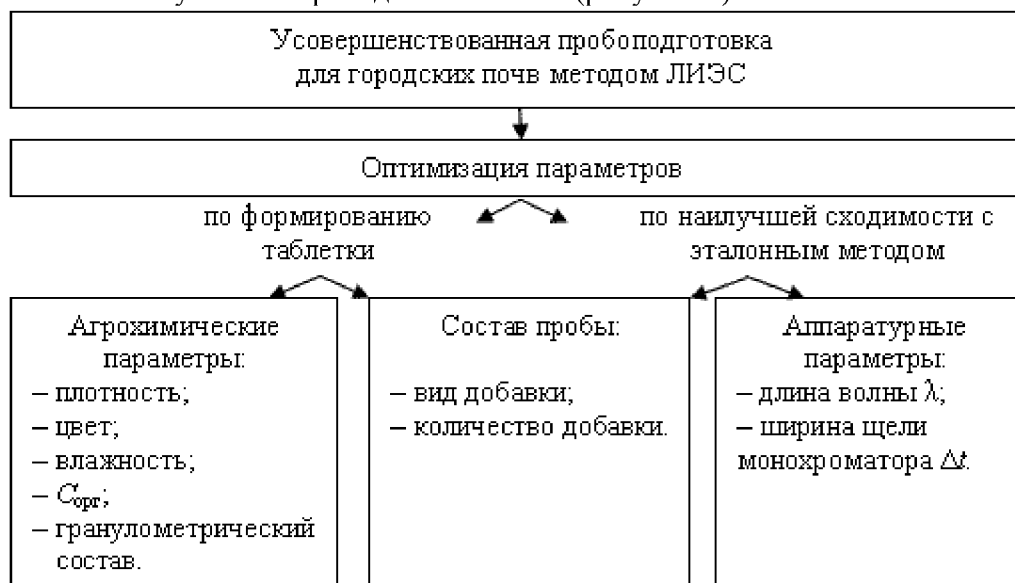 Усовершенствованная пробоподготовка
для городских почв методом ЛИЭС
Оптимизация параметров
по формированию
таблетки
по наилучшей сходимости с
эталонным методом
Агрохимические
параметры:
– плотность;
– цвет;
– влажность;
– Cорг;
– гранулометрический
состав.
Состав пробы:
– вид добавки;
– количество добавки.
Аппаратурные
параметры:
– длина волны λ;
– ширина щели
монохроматора Δt.